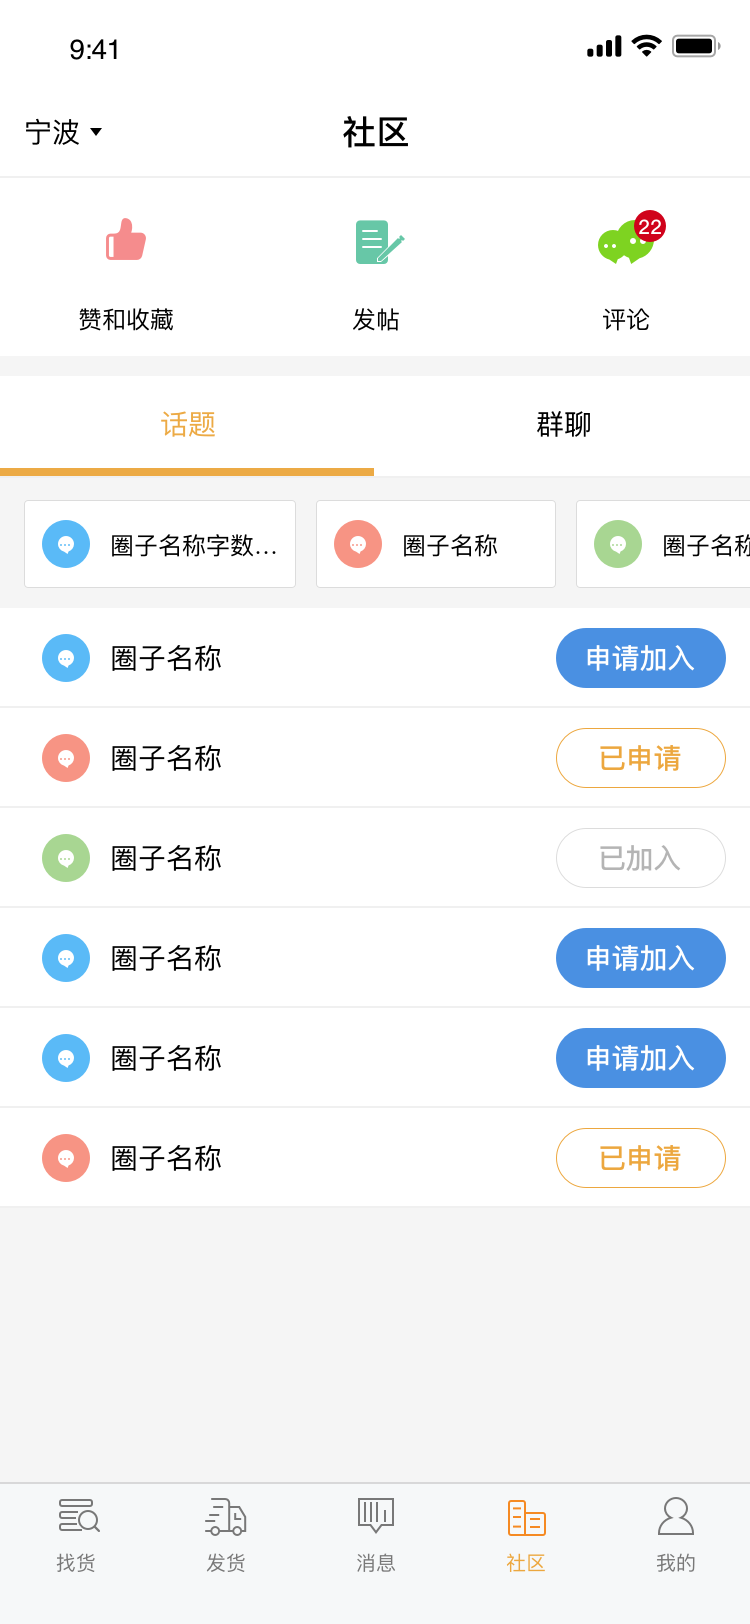 9:41
宁波
社区
22
赞和收藏
发帖
评论
话题
群聊
圈子名称字数...
圈子名称
圈子名
圈子名称
申请加入
圈子名称
已申请
圈子名称
已加入
圈子名称
申请加入
圈子名称
申请加入
圈子名称
已申请
找货
发货
消息
社区
我的